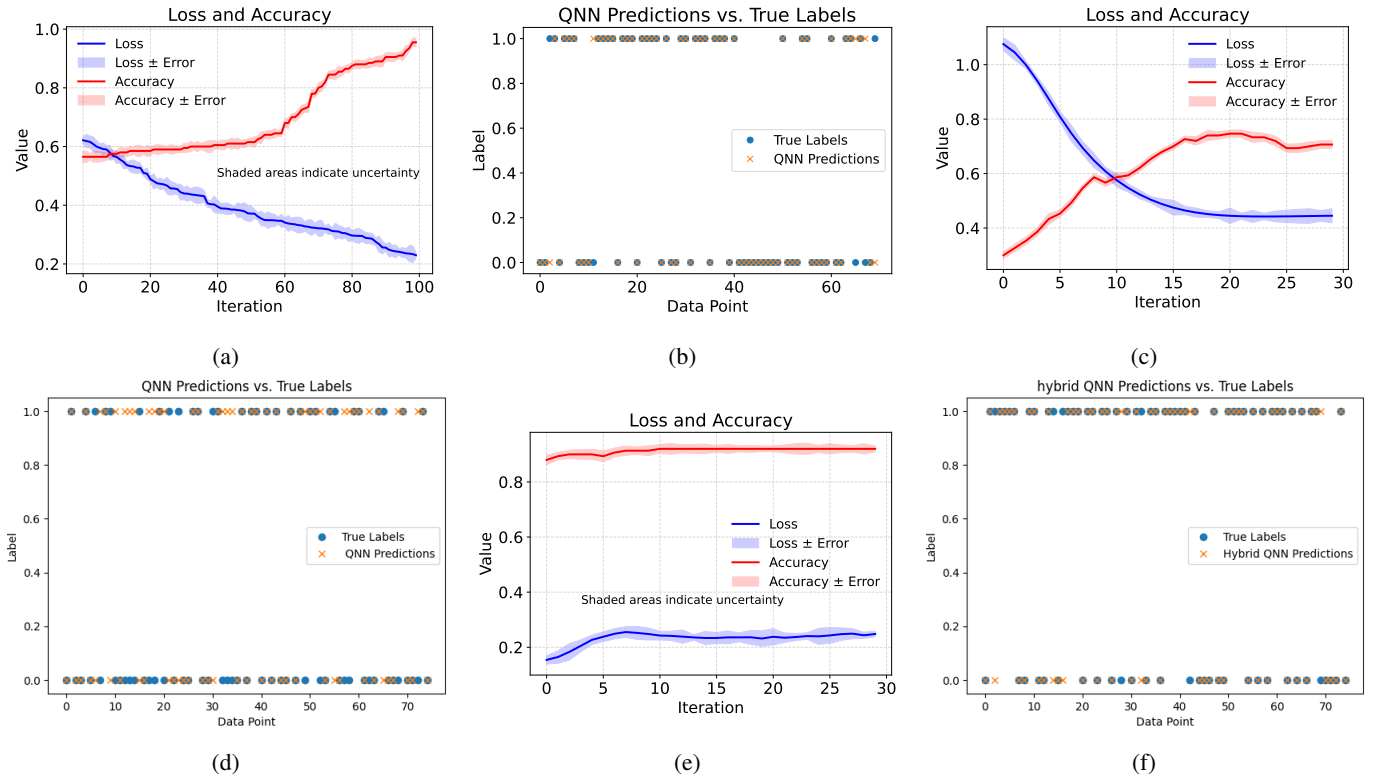 Loss and Accuracy
1.0
0.8
0.6
0.4
0.2
Value
Loss
Loss ± Error
Accuracy
Accuracy ± Error
Shaded areas indicate uncertainty
0 20 40 60 80 100
Iteration
(a)
QNN Predictions vs. True Labels
1.0
0.8
0.6
0.4
0.2
0.0
Label
True Labels
QNN Predictions
0 20 40 60
Data Point
(b)
Loss and Accuracy
1.0
0.8
0.6
0.4
Value
Loss
Loss ± Error
Accuracy
Accuracy ± Error
0 5 10 15 20 25 30
Iteration
(c)
QNN Predictions vs. True Labels
1.0
0.8
0.6
0.4
0.2
0.0
Label
True Labels
QNN Predictions
0 10 20 30 40 50 60 70
Data Point
(d)
Loss and Accuracy
0.8
0.6
0.4
0.2
Value
Loss
Loss ± Error
Accuracy
Accuracy ± Error
Shaded areas indicate uncertainty
0 5 10 15 20 25 30
Iteration
(e)
hybrid QNN Predictions vs. True Labels
1.0
0.8
0.6
0.4
0.2
0.0
Label
True Labels
Hybrid QNN Predictions
0 10 20 30 40 50 60 70
Data Point
(f)